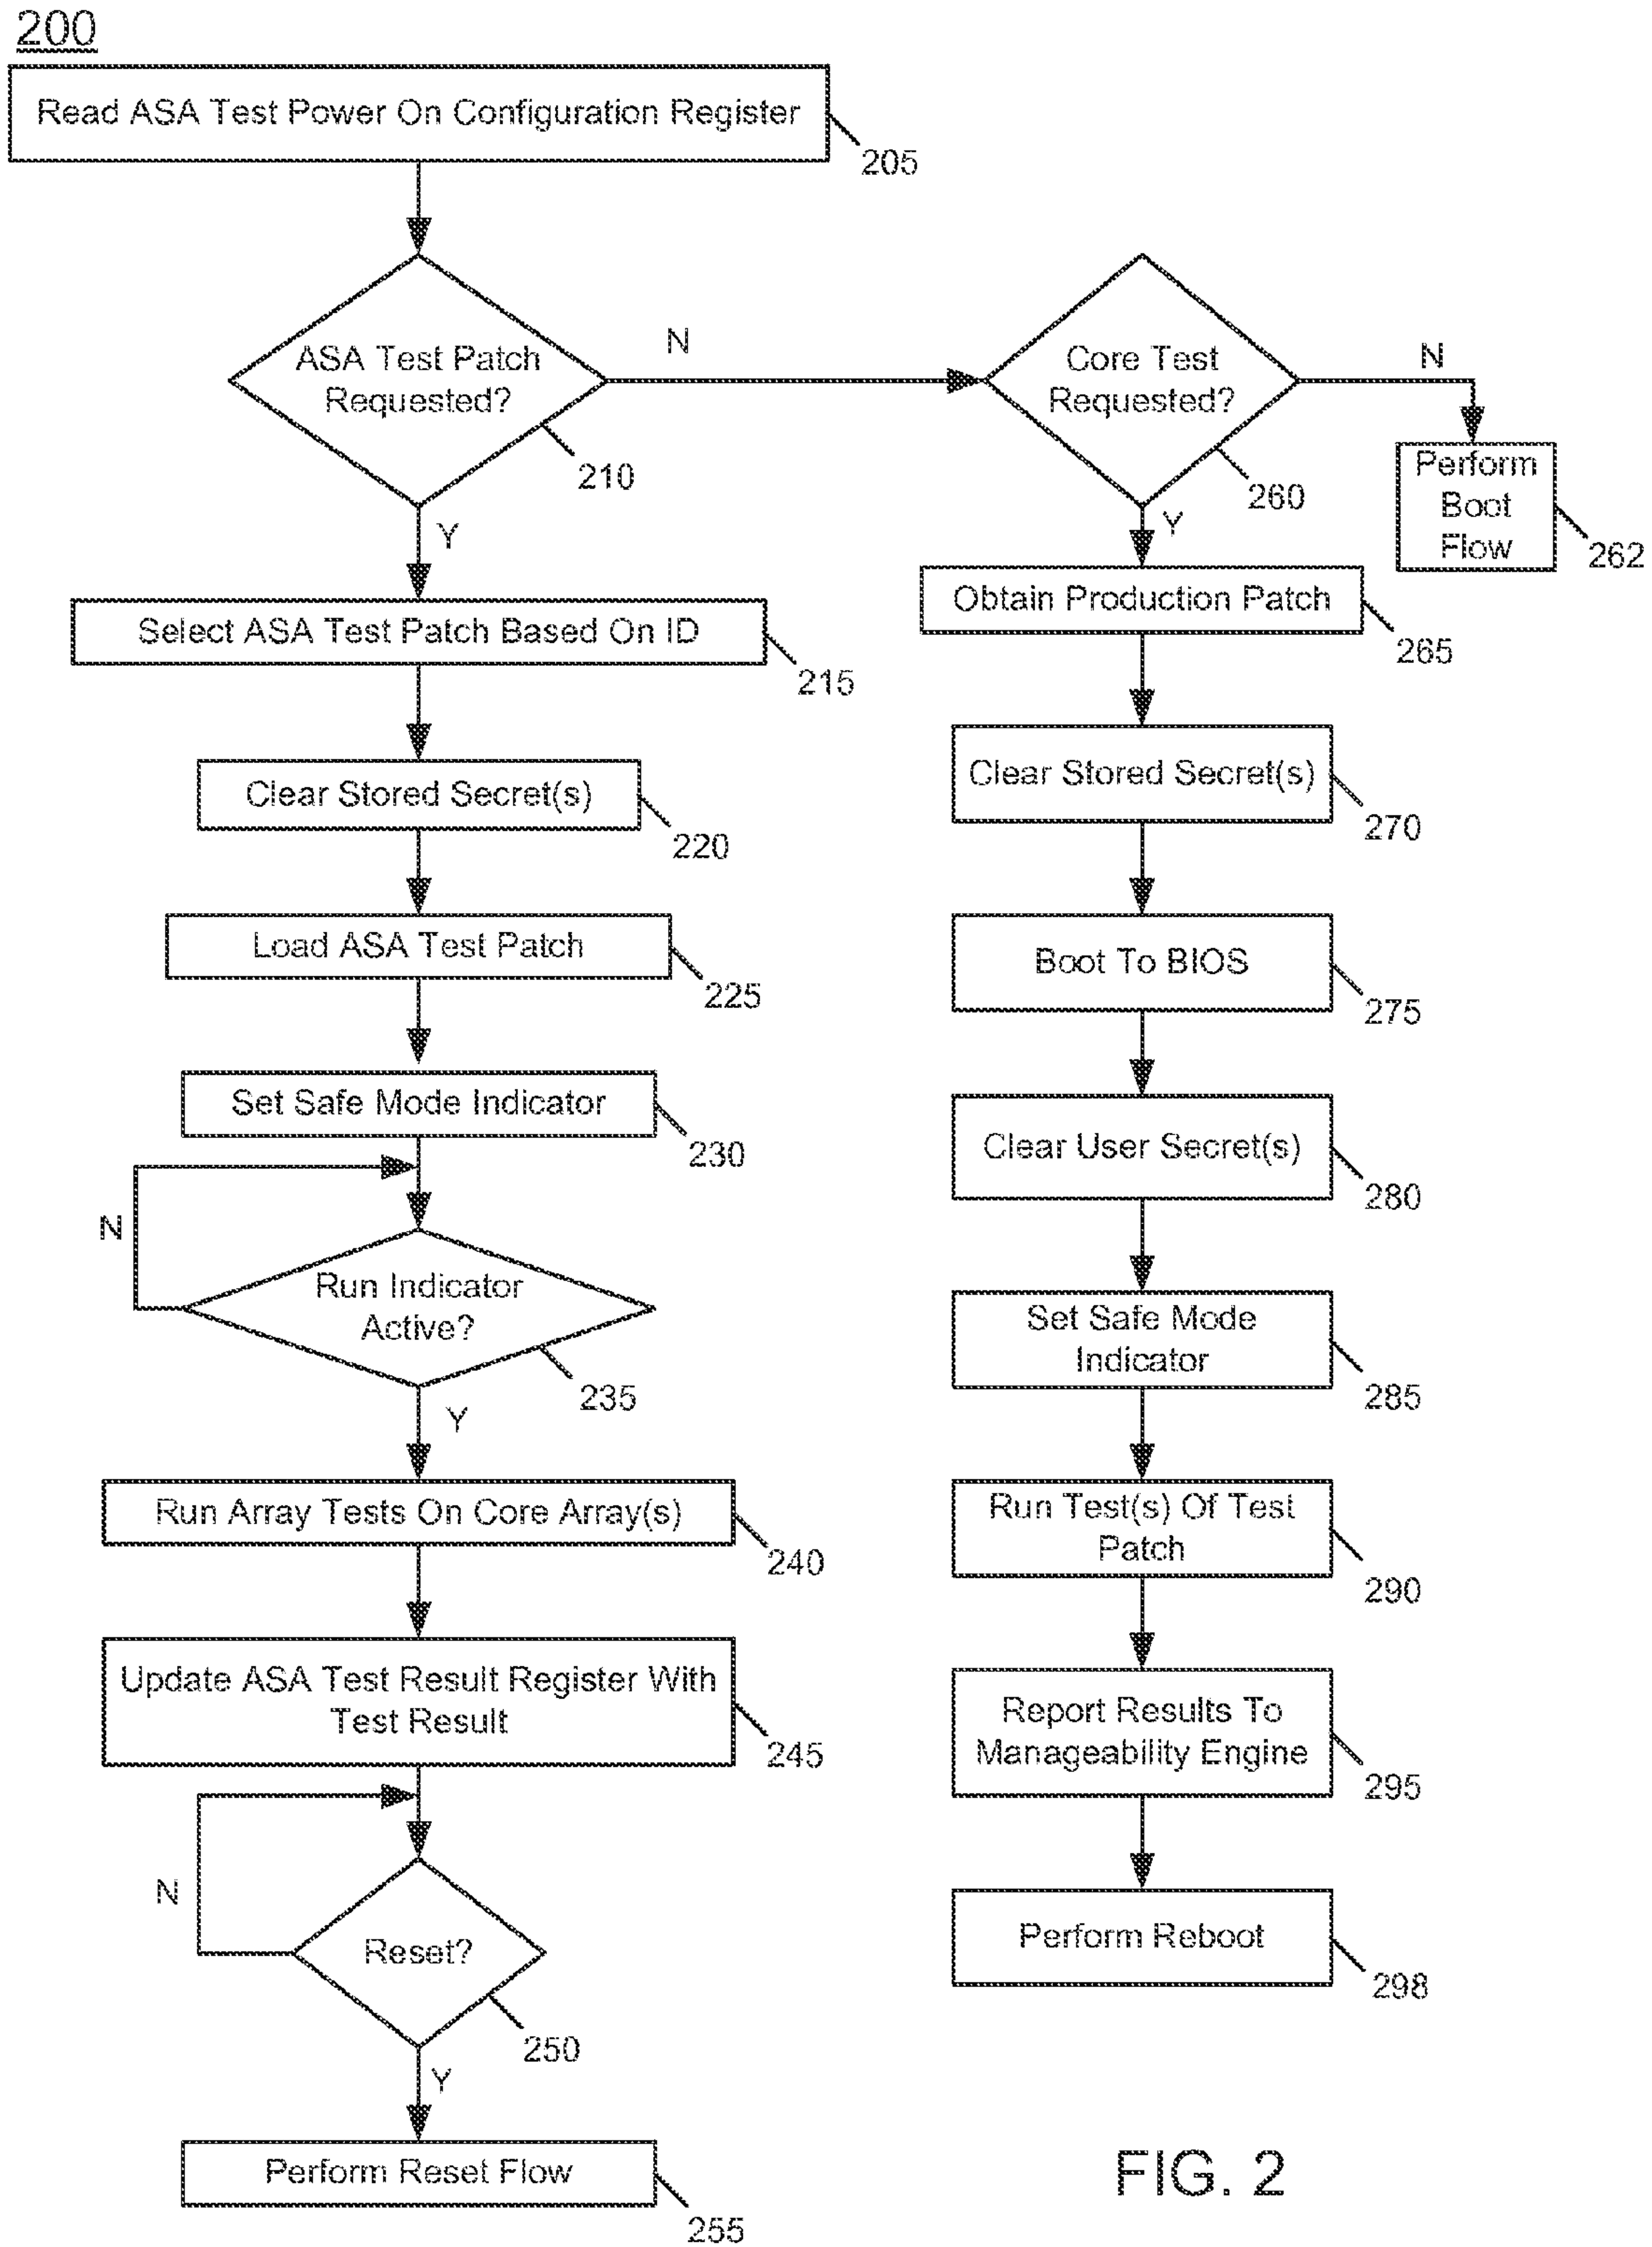 200
Read ASA Test Power On Configuration Register
205
ASA Test Patch
Requested?
210
N
Y
Select ASA Test Patch Based On ID
215
Clear Stored Secret(s)
220
Load ASA Test Patch
225
Set Safe Mode Indicator
230
N
Run Indicator
Active?
235
Y
Run Array Tests On Core Array(s)
240
Update ASA Test Result Register With
Test Result
245
N
Reset?
250
Y
Perform Reset Flow
255
Core Test
Requested?
260
N
Perform
Boot
Flow
262
Y
Obtain Production Patch
265
Clear Stored Secret(s)
270
Boot To BIOS
275
Clear User Secret(s)
280
Set Safe Mode
Indicator
285
Run Test(s) Of Test
Patch
290
Report Results To
Manageability Engine
295
Perform Reboot
298
FIG. 2